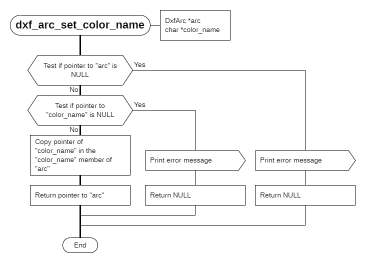 dxf_arc_set_color_name
DxfArc *arc
char *color_name
Test if pointer to "arc" is
NULL
Yes
No
Test if pointer to
"color_name" is NULL
Yes
No
Copy pointer of
"color_name" in the
"color_name" member of
"arc"
Print error message
Print error message
Return pointer to "arc"
Return NULL
Return NULL
End